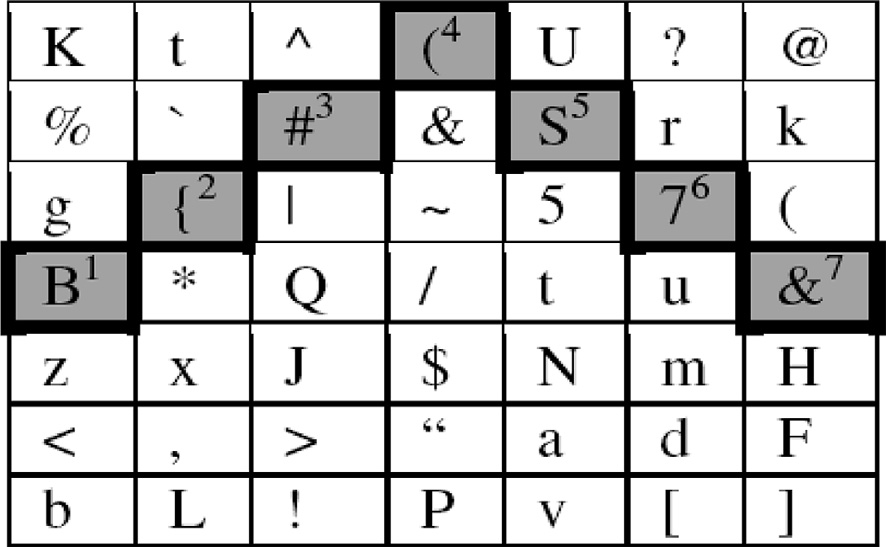 K t ^ (⁴ U ? @
% ` #³ & S⁵ r k
g {² | ~ 5 7⁶ (
B¹ * Q / t u &⁷
z x J $ N m H
< , > “ a d F
b L ! P v [ ]